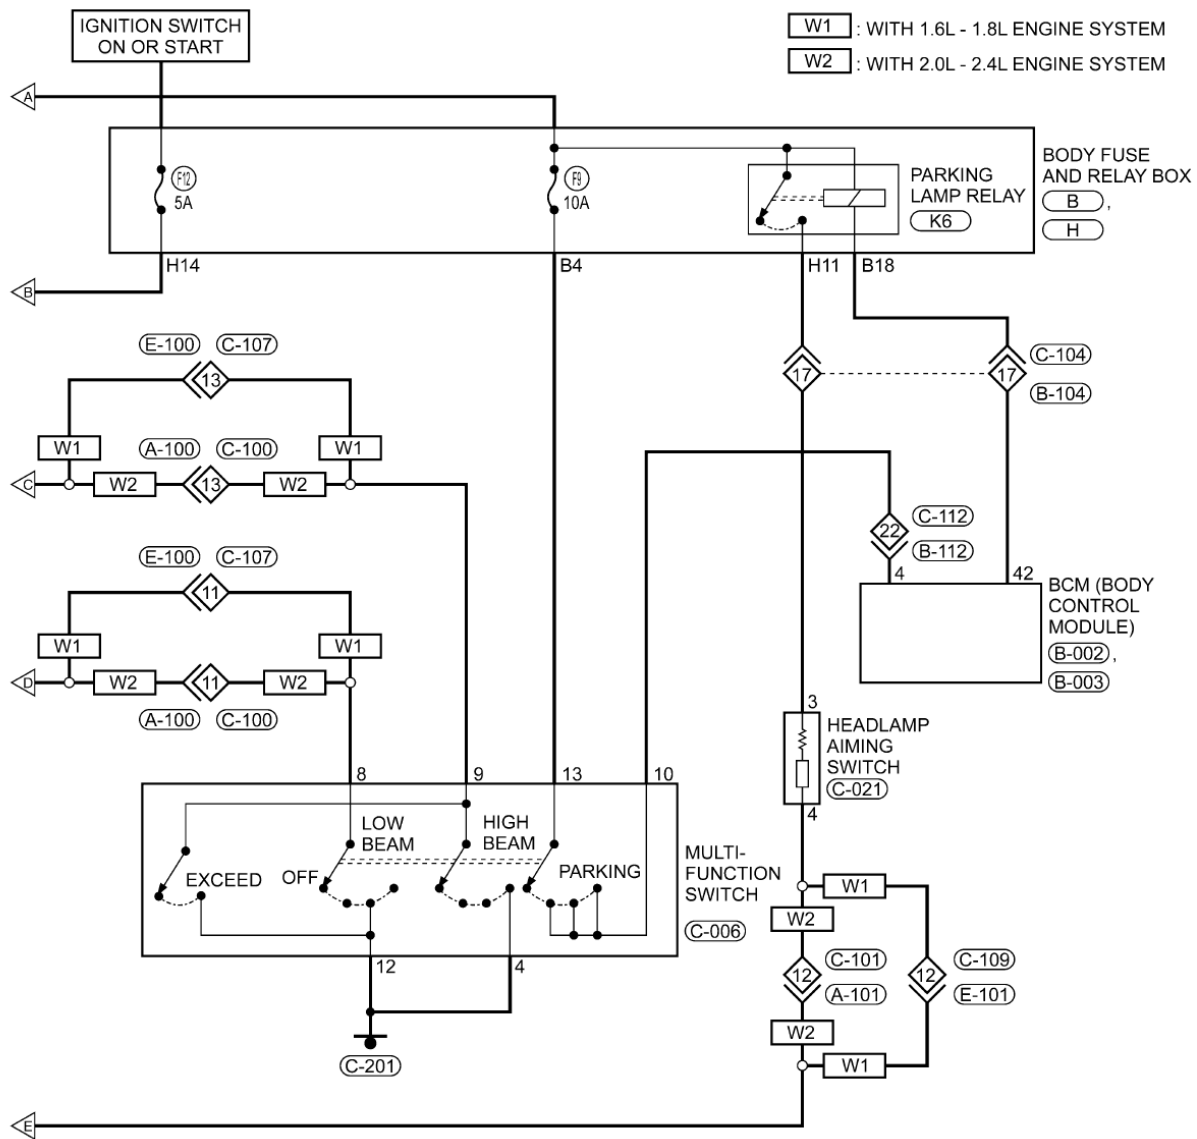 IGNITION SWITCH
ON OR START
W1 : WITH 1.6L - 1.8L ENGINE SYSTEM
W2 : WITH 2.0L - 2.4L ENGINE SYSTEM
A
F12
5A
F9
10A
PARKING
LAMP RELAY
K6
BODY FUSE
AND RELAY BOX
B ,
H
H14
B4
H11
B18
B
E-100 C-107
13
W1
W1
A-100 C-100
C
W2
13
W2
17
17
C-104
B-104
C-112
22
B-112
4
42
BCM (BODY
CONTROL
MODULE)
B-002 ,
B-003
E-100 C-107
11
W1
W1
D
W2
11
W2
A-100 C-100
3
HEADLAMP
AIMING
SWITCH
C-021
4
8
9
13
10
LOW
BEAM
HIGH
BEAM
EXCEED
OFF
PARKING
MULTI-
FUNCTION
SWITCH
C-006
12
4
C-201
W1
W2
C-101
12
A-101
C-109
12
E-101
W2
W1
E